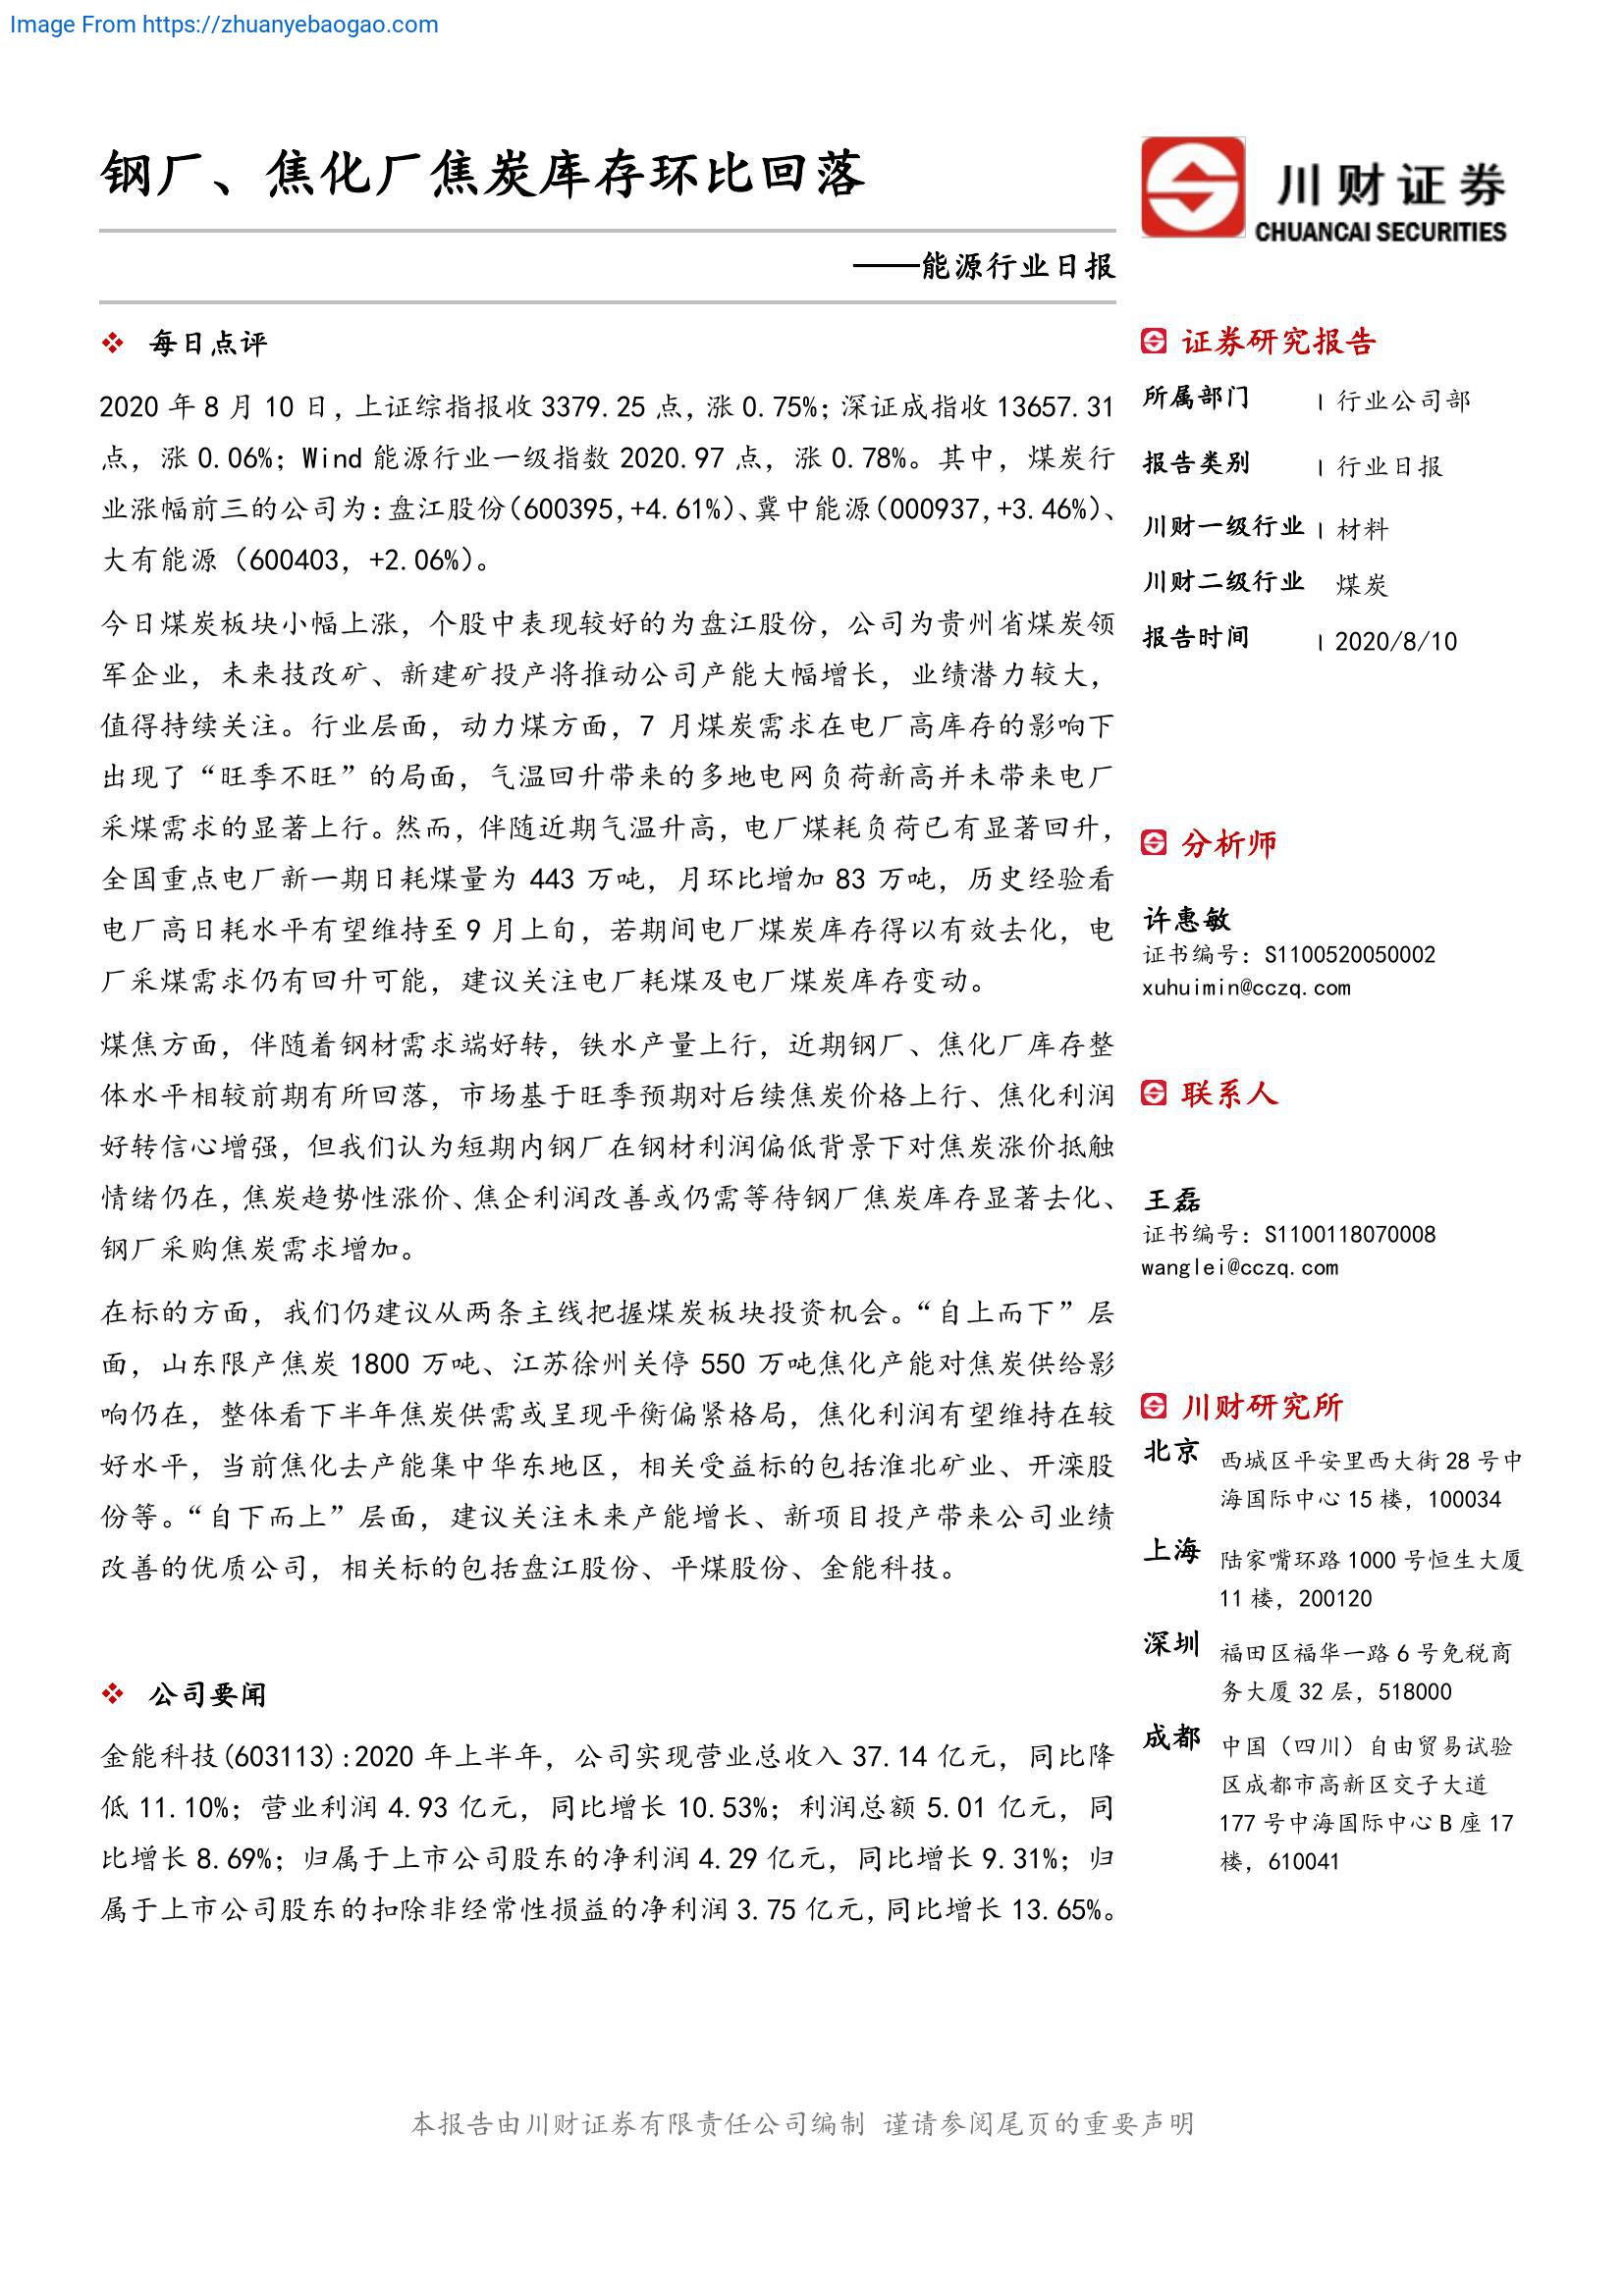 Image From https://zhuanyebaogao.com
钢厂、焦化厂焦炭库存环比回落
——能源行业日报
川财证券
CHUANCAI SECURITIES
❖ 每日点评
2020 年 8 月 10 日，上证综指报收 3379.25 点，涨 0.75%；深证成指收 13657.31
点，涨 0.06%；Wind 能源行业一级指数 2020.97 点，涨 0.78%。其中，煤炭行
业涨幅前三的公司为：盘江股份（600395,+4.61%）、冀中能源（000937,+3.46%）、
大有能源（600403，+2.06%）。
今日煤炭板块小幅上涨，个股中表现较好的为盘江股份，公司为贵州省煤炭领
军企业，未来技改矿、新建矿投产将推动公司产能大幅增长，业绩潜力较大，
值得持续关注。行业层面，动力煤方面，7 月煤炭需求在电厂高库存的影响下
出现了“旺季不旺”的局面，气温回升带来的多地电网负荷新高并未带来电厂
采煤需求的显著上行。然而，伴随近期气温升高，电厂煤耗负荷已有显著回升，
全国重点电厂新一期日耗煤量为 443 万吨，月环比增加 83 万吨，历史经验看
电厂高日耗水平有望维持至 9 月上旬，若期间电厂煤炭库存得以有效去化，电
厂采煤需求仍有回升可能，建议关注电厂耗煤及电厂煤炭库存变动。
煤焦方面，伴随着钢材需求端好转，铁水产量上行，近期钢厂、焦化厂库存整
体水平相较前期有所回落，市场基于旺季预期对后续焦炭价格上行、焦化利润
好转信心增强，但我们认为短期内钢厂在钢材利润偏低背景下对焦炭涨价抵触
情绪仍在，焦炭趋势性涨价、焦企利润改善或仍需等待钢厂焦炭库存显著去化、
钢厂采购焦炭需求增加。
在标的方面，我们仍建议从两条主线把握煤炭板块投资机会。“自上而下”层
面，山东限产焦炭 1800 万吨、江苏徐州关停 550 万吨焦化产能对焦炭供给影
响仍在，整体看下半年焦炭供需或呈现平衡偏紧格局，焦化利润有望维持在较
好水平，当前焦化去产能集中华东地区，相关受益标的包括淮北矿业、开滦股
份等。“自下而上”层面，建议关注未来产能增长、新项目投产带来公司业绩
改善的优质公司，相关标的包括盘江股份、平煤股份、金能科技。
❖ 公司要闻
金能科技(603113):2020 年上半年，公司实现营业总收入 37.14 亿元，同比降
低 11.10%；营业利润 4.93 亿元，同比增长 10.53%；利润总额 5.01 亿元，同
比增长 8.69%；归属于上市公司股东的净利润 4.29 亿元，同比增长 9.31%；归
属于上市公司股东的扣除非经常性损益的净利润 3.75 亿元，同比增长 13.65%。
证券研究报告
所属部门 | 行业公司部
报告类别 | 行业日报
川财一级行业 | 材料
川财二级行业 煤炭
报告时间 | 2020/8/10
分析师
许惠敏
证书编号：S1100520050002
xuhuimin@cczq.com
联系人
王磊
证书编号：S1100118070008
wanglei@cczq.com
川财研究所
北京 西城区平安里西大街 28 号中
海国际中心 15 楼，100034
上海 陆家嘴环路 1000 号恒生大厦
11 楼，200120
深圳 福田区福华一路 6 号免税商
务大厦 32 层，518000
成都 中国（四川）自由贸易试验
区成都市高新区交子大道
177 号中海国际中心 B 座 17
楼，610041
本报告由川财证券有限责任公司编制 谨请参阅尾页的重要声明